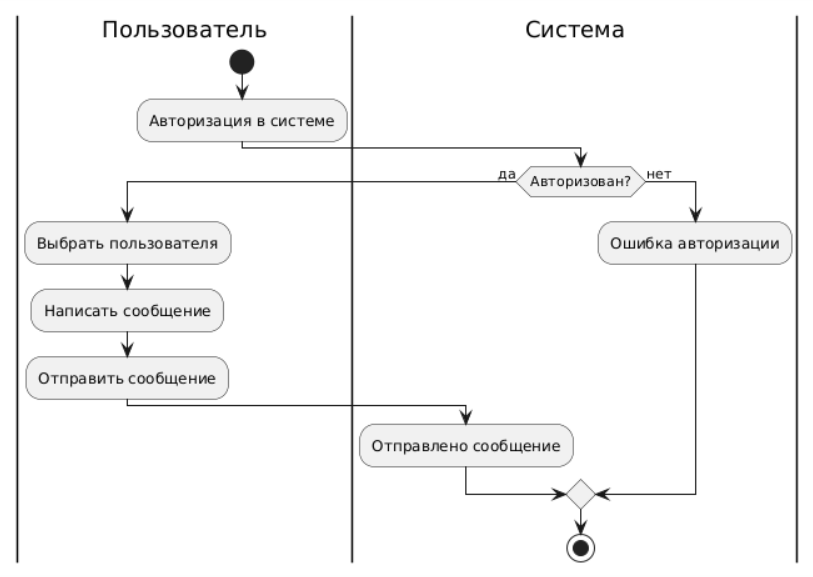 Пользователь
Система
Авторизация в системе
Авторизован?
да
нет
Выбрать пользователя
Ошибка авторизации
Написать сообщение
Отправить сообщение
Отправлено сообщение